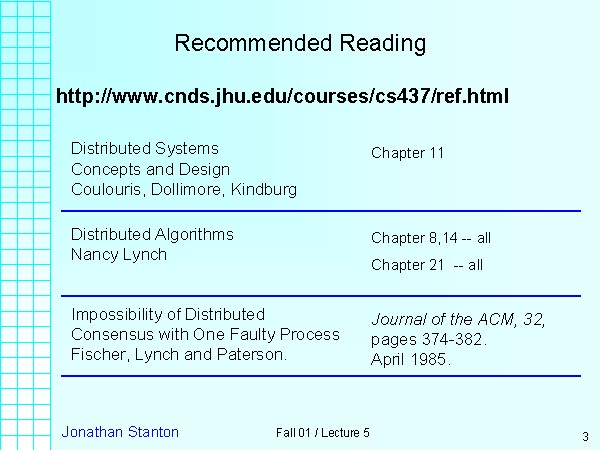 Recommended Reading
http://www.cnds.jhu.edu/courses/cs437/ref.html
Distributed Systems
Concepts and Design
Coulouris, Dollimore, Kindburg
Chapter 11
Distributed Algorithms
Nancy Lynch
Chapter 8,14 -- all
Chapter 21 -- all
Impossibility of Distributed
Consensus with One Faulty Process
Fischer, Lynch and Paterson.
Journal of the ACM, 32,
pages 374-382.
April 1985.
Jonathan Stanton
Fall 01 / Lecture 5
3